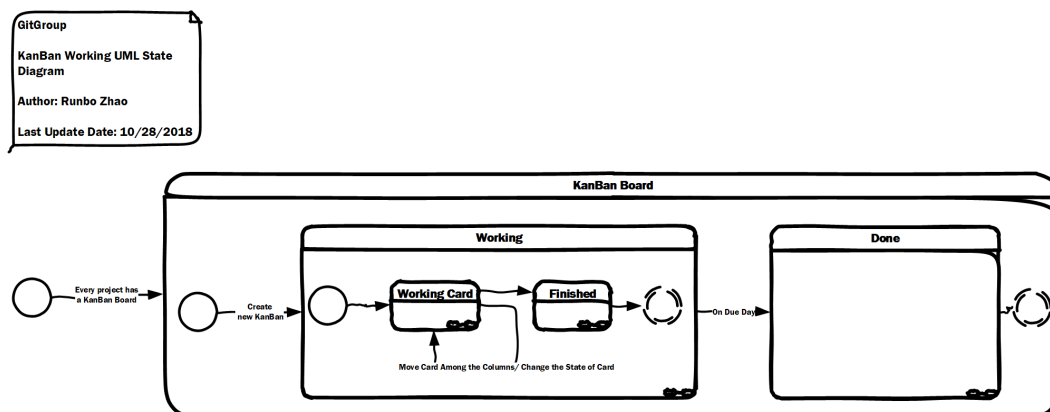 GitGroup
KanBan Working UML State
Diagram
Author: Runbo Zhao
Last Update Date: 10/28/2018
KanBan Board
Working
Done
Every project has
a KanBan Board
Create
new KanBan
Working Card
Finished
On Due Day
Move Card Among the Columns/ Change the State of Card